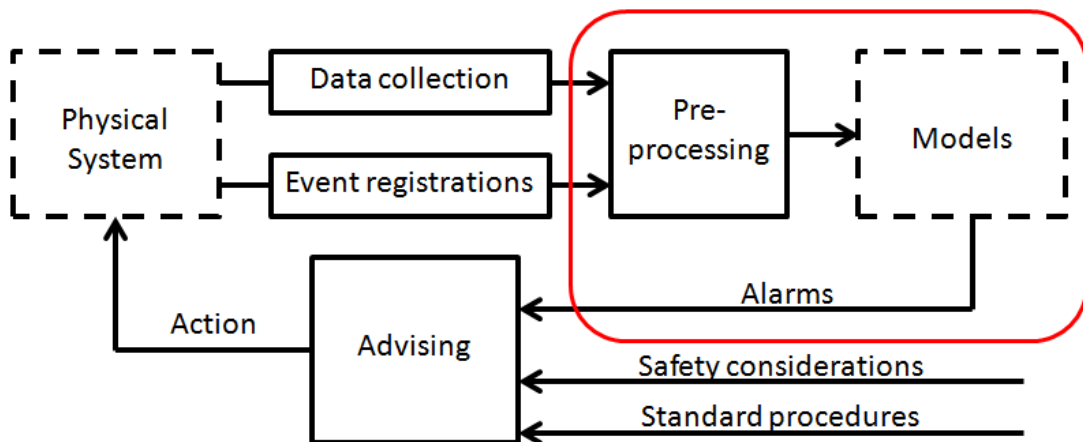 Data collection
Physical
System
Pre-
processing
Models
Event registrations
Alarms
Action
Advising
Safety considerations
Standard procedures